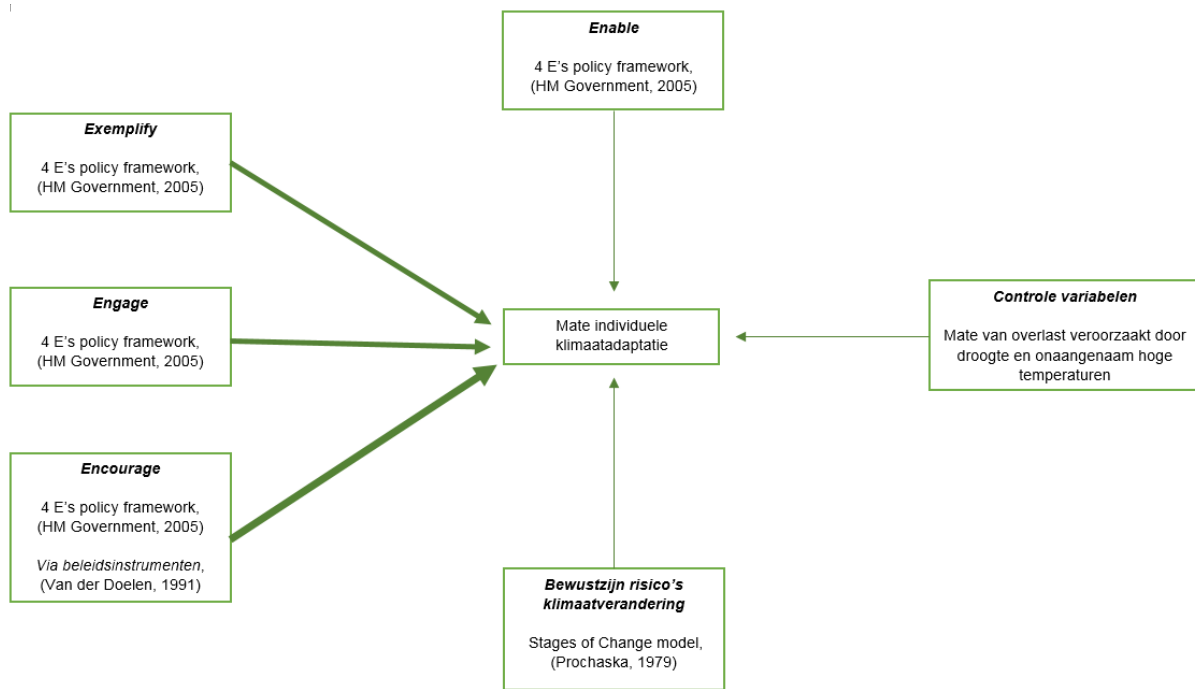 Enable
4 E's policy framework,
(HM Government, 2005)
Exemplify
4 E's policy framework,
(HM Government, 2005)
Engage
4 E's policy framework,
(HM Government, 2005)
Mate individuele
klimaatadaptatie
Controle variabelen
Mate van overlast veroorzaakt door
droogte en onaangenaam hoge
temperaturen
Encourage
4 E's policy framework,
(HM Government, 2005)
Via beleidsinstrumenten,
(Van der Doelen, 1991)
Bewustzijn risico's
klimaatverandering
Stages of Change model,
(Prochaska, 1979)